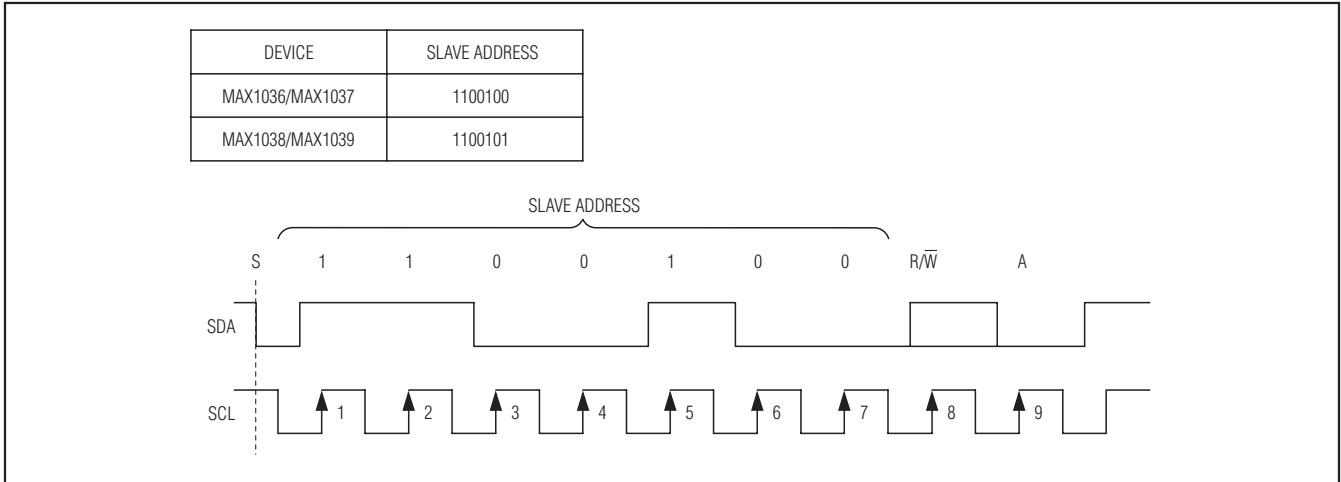 DEVICE SLAVE ADDRESS
MAX1036/MAX1037 1100100
MAX1038/MAX1039 1100101
SLAVE ADDRESS
S 1 1 0 0 1 0 0 R/W̅ A
SDA
SCL 1 2 3 4 5 6 7 8 9